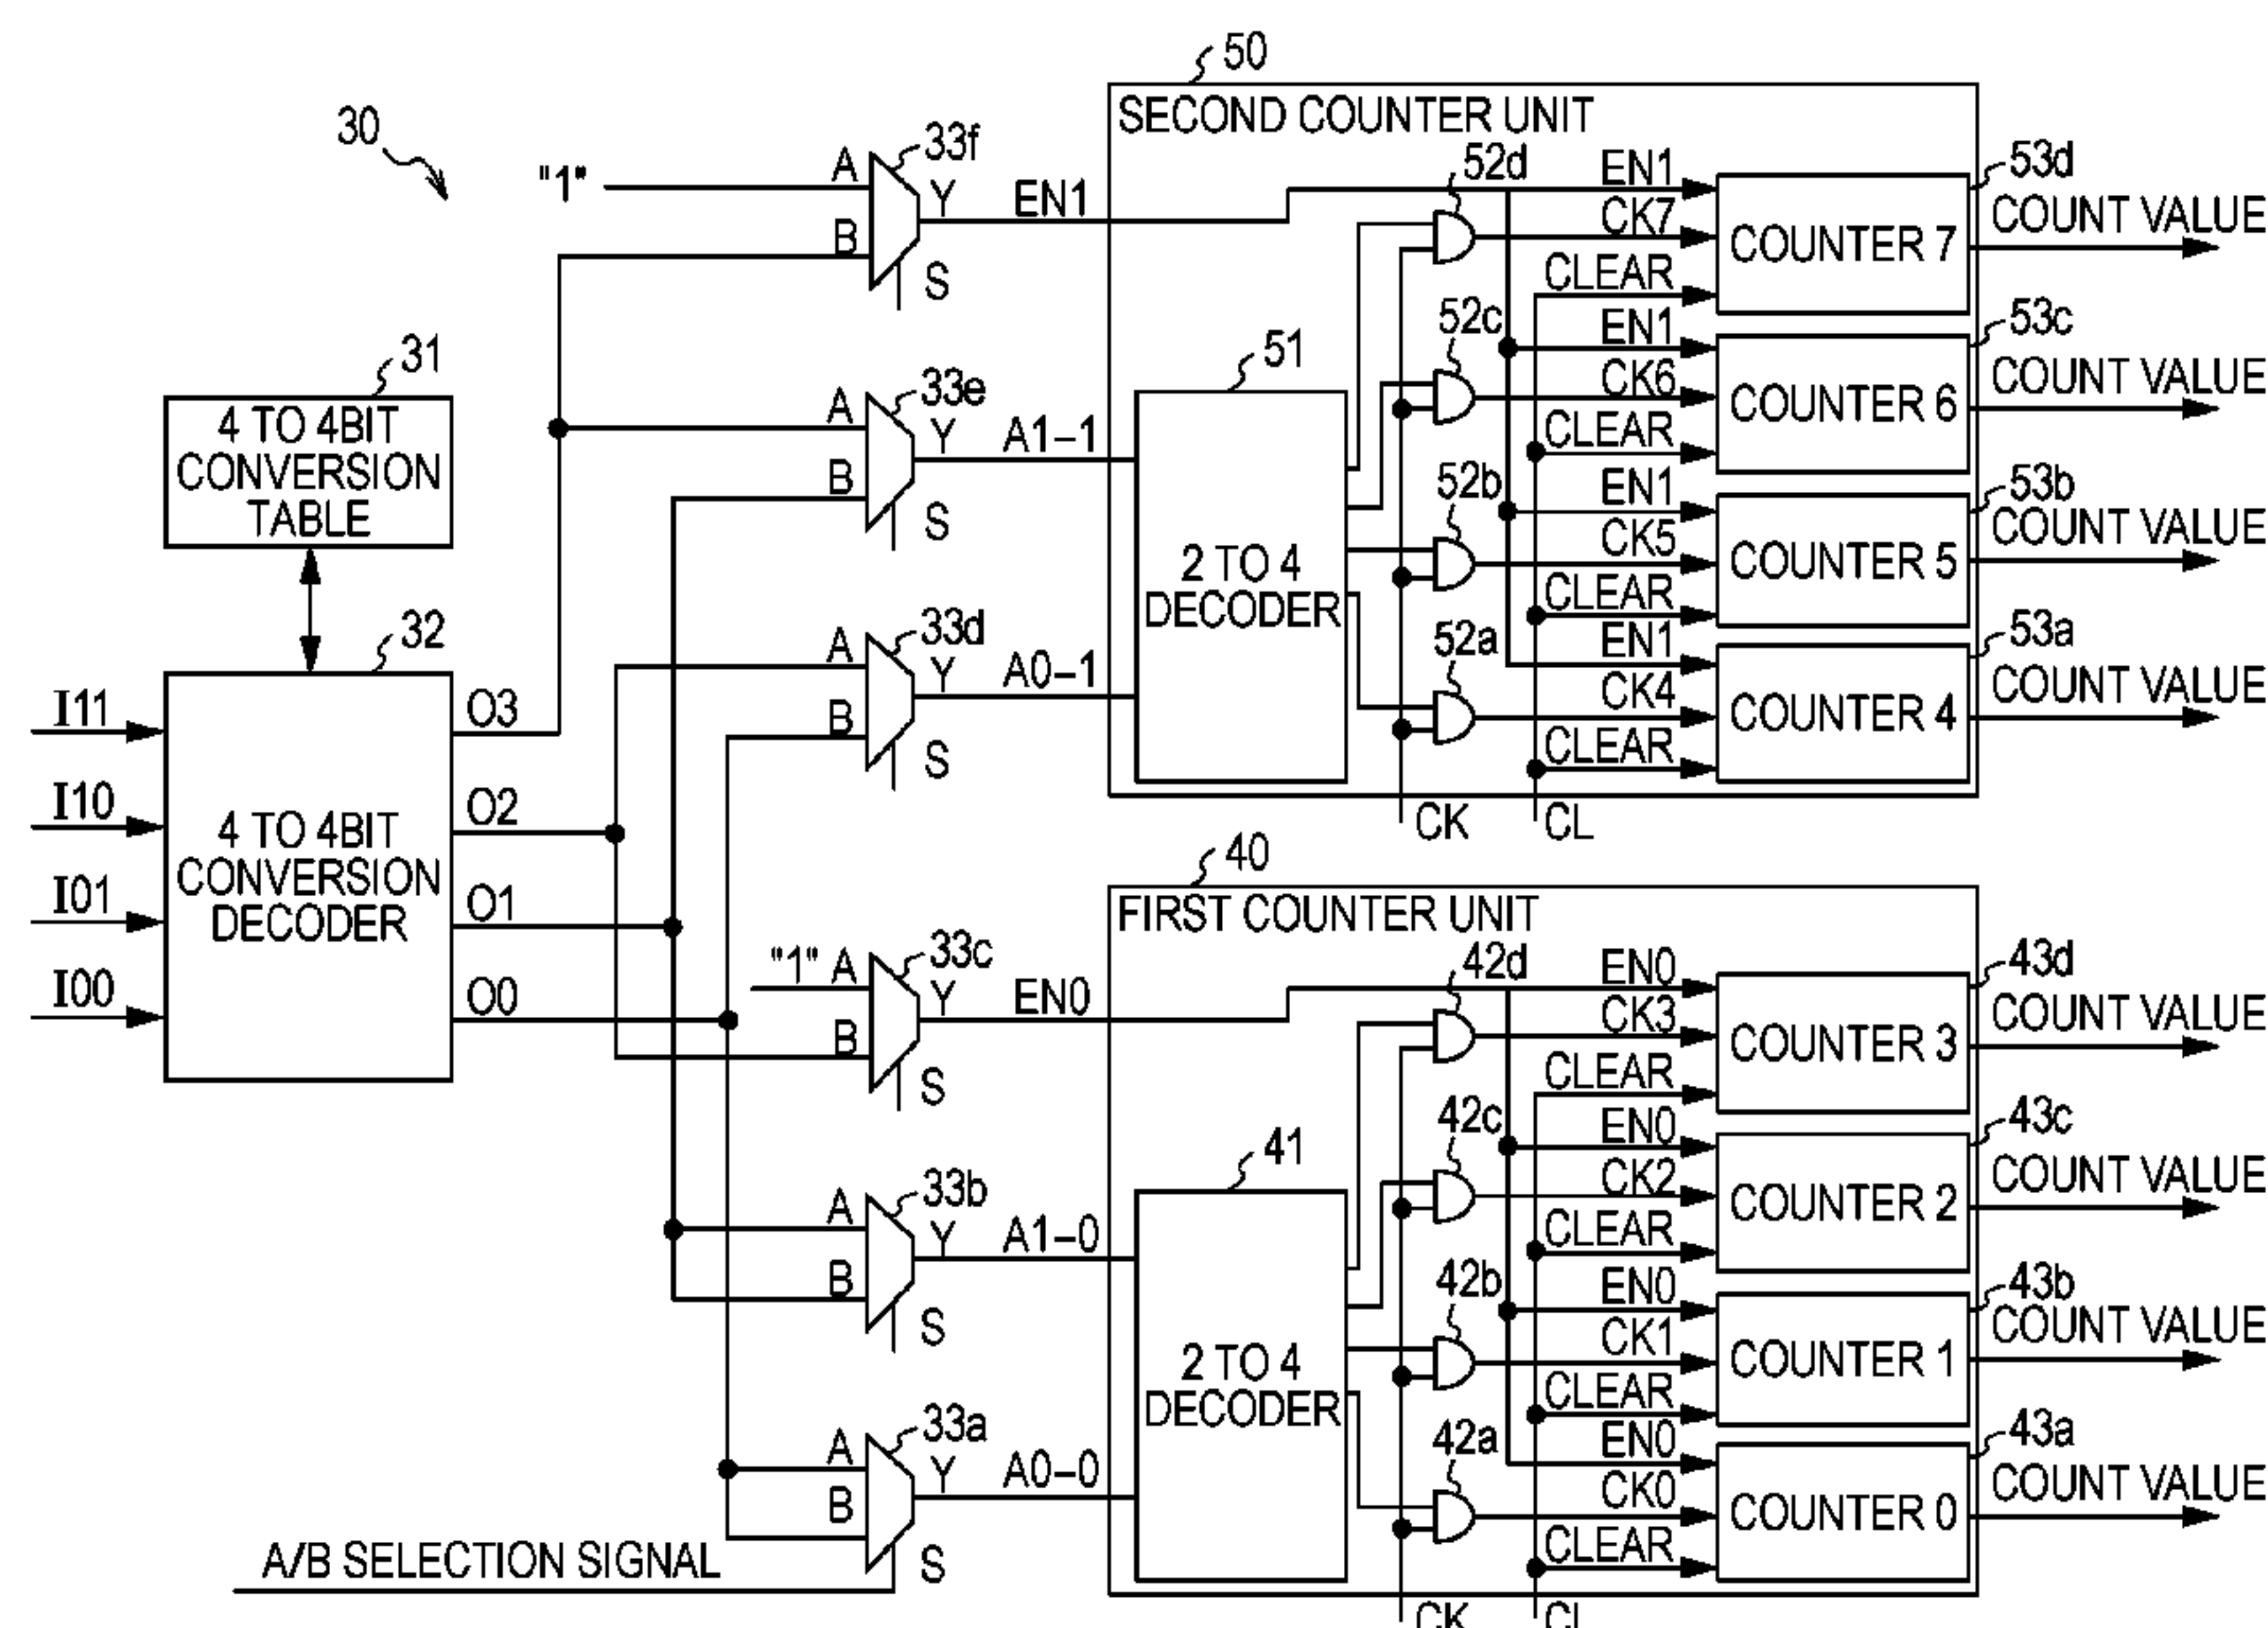 30
"1"
A
B
33f
Y
S
EN1
50
SECOND COUNTER UNIT
52d
EN1
CK7
CLEAR
53d
COUNTER 7
COUNT VALUE
31
4 TO 4BIT
CONVERSION
TABLE
A
B
33e
Y
S
A1-1
51
2 TO 4
DECODER
52c
EN1
CK6
CLEAR
53c
COUNTER 6
COUNT VALUE
52b
EN1
CK5
CLEAR
53b
COUNTER 5
COUNT VALUE
A
B
33d
Y
S
A0-1
52a
EN1
CK4
CLEAR
53a
COUNTER 4
COUNT VALUE
CK
CL
32
I11
I10
I01
I00
4 TO 4BIT
CONVERSION
DECODER
O3
O2
O1
O0
"1"
A
B
33c
Y
S
EN0
40
FIRST COUNTER UNIT
42d
EN0
CK3
CLEAR
43d
COUNTER 3
COUNT VALUE
A
B
33b
Y
S
A1-0
41
2 TO 4
DECODER
42c
EN0
CK2
CLEAR
43c
COUNTER 2
COUNT VALUE
42b
EN0
CK1
CLEAR
43b
COUNTER 1
COUNT VALUE
A
B
33a
Y
S
A0-0
42a
EN0
CK0
CLEAR
43a
COUNTER 0
COUNT VALUE
A/B SELECTION SIGNAL
CK
CL